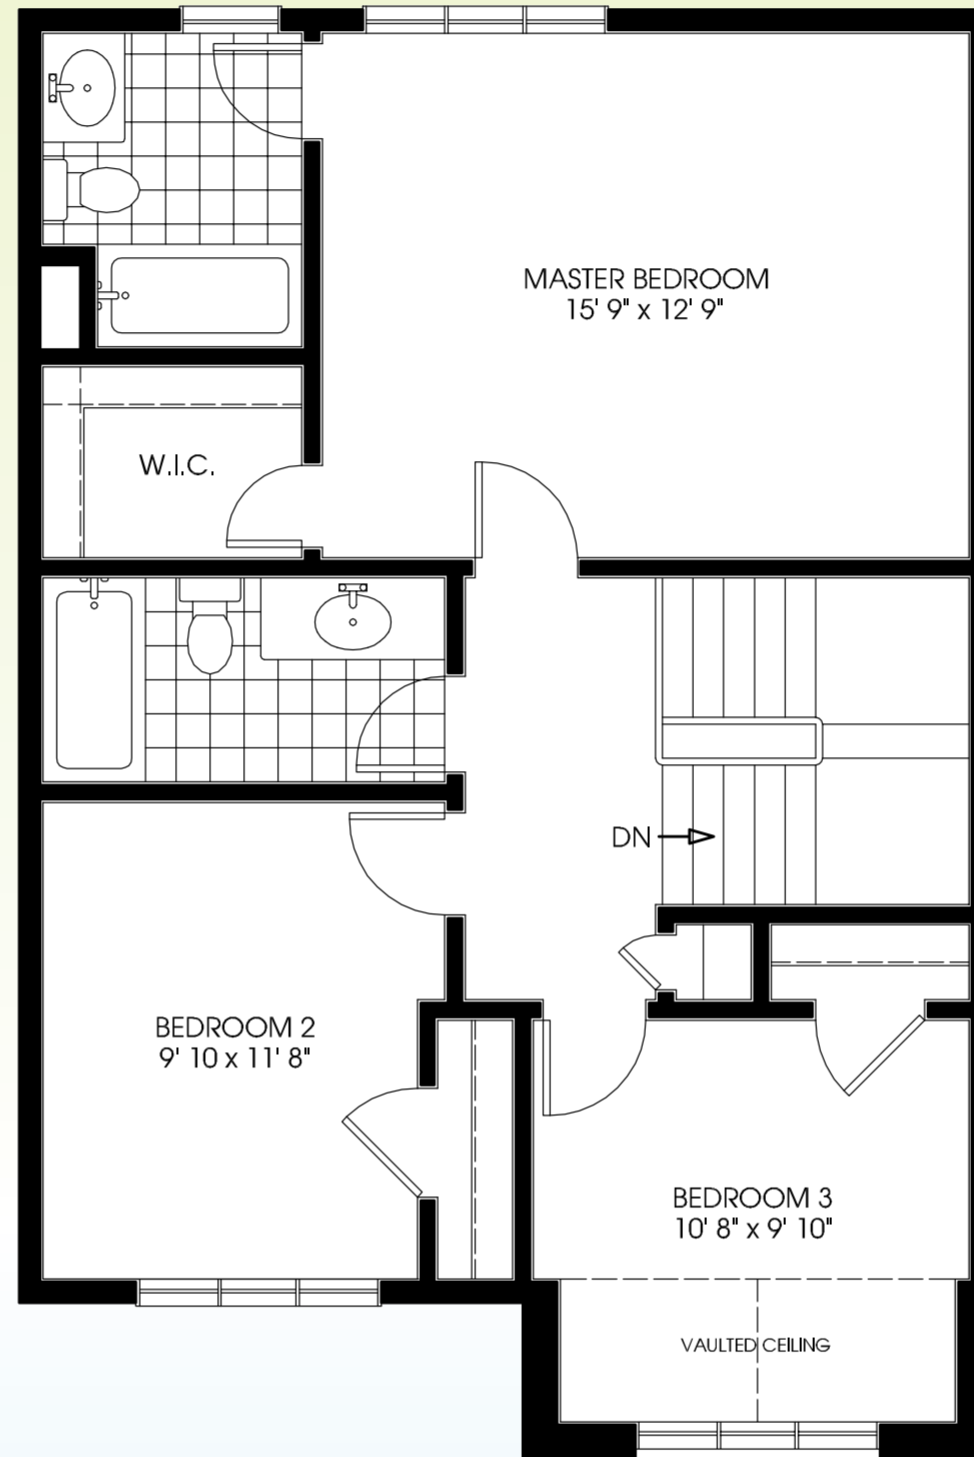 MASTER BEDROOM
15' 9" x 12' 9"
W.I.C.
DN
BEDROOM 2
9' 10 x 11' 8"
BEDROOM 3
10' 8" x 9' 10"
VAULTED CEILING